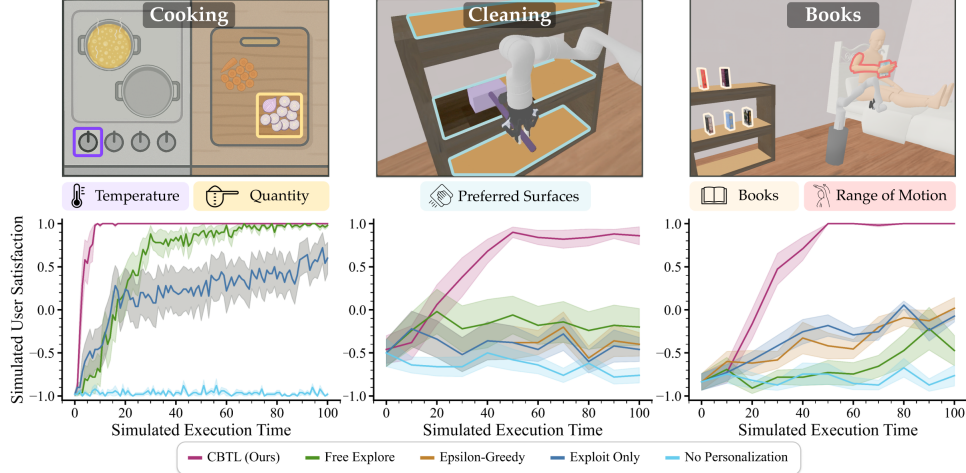 Cooking
Cleaning
Books
Temperature
Quantity
Preferred Surfaces
Books
Range of Motion
Simulated User Satisfaction
1.0
0.5
0.0
−0.5
−1.0
0 20 40 60 80 100
Simulated Execution Time
1.0
0.5
0.0
−0.5
−1.0
0 20 40 60 80 100
Simulated Execution Time
1.0
0.5
0.0
−0.5
−1.0
0 20 40 60 80 100
Simulated Execution Time
CBTL (Ours) Free Explore Epsilon-Greedy Exploit Only No Personalization